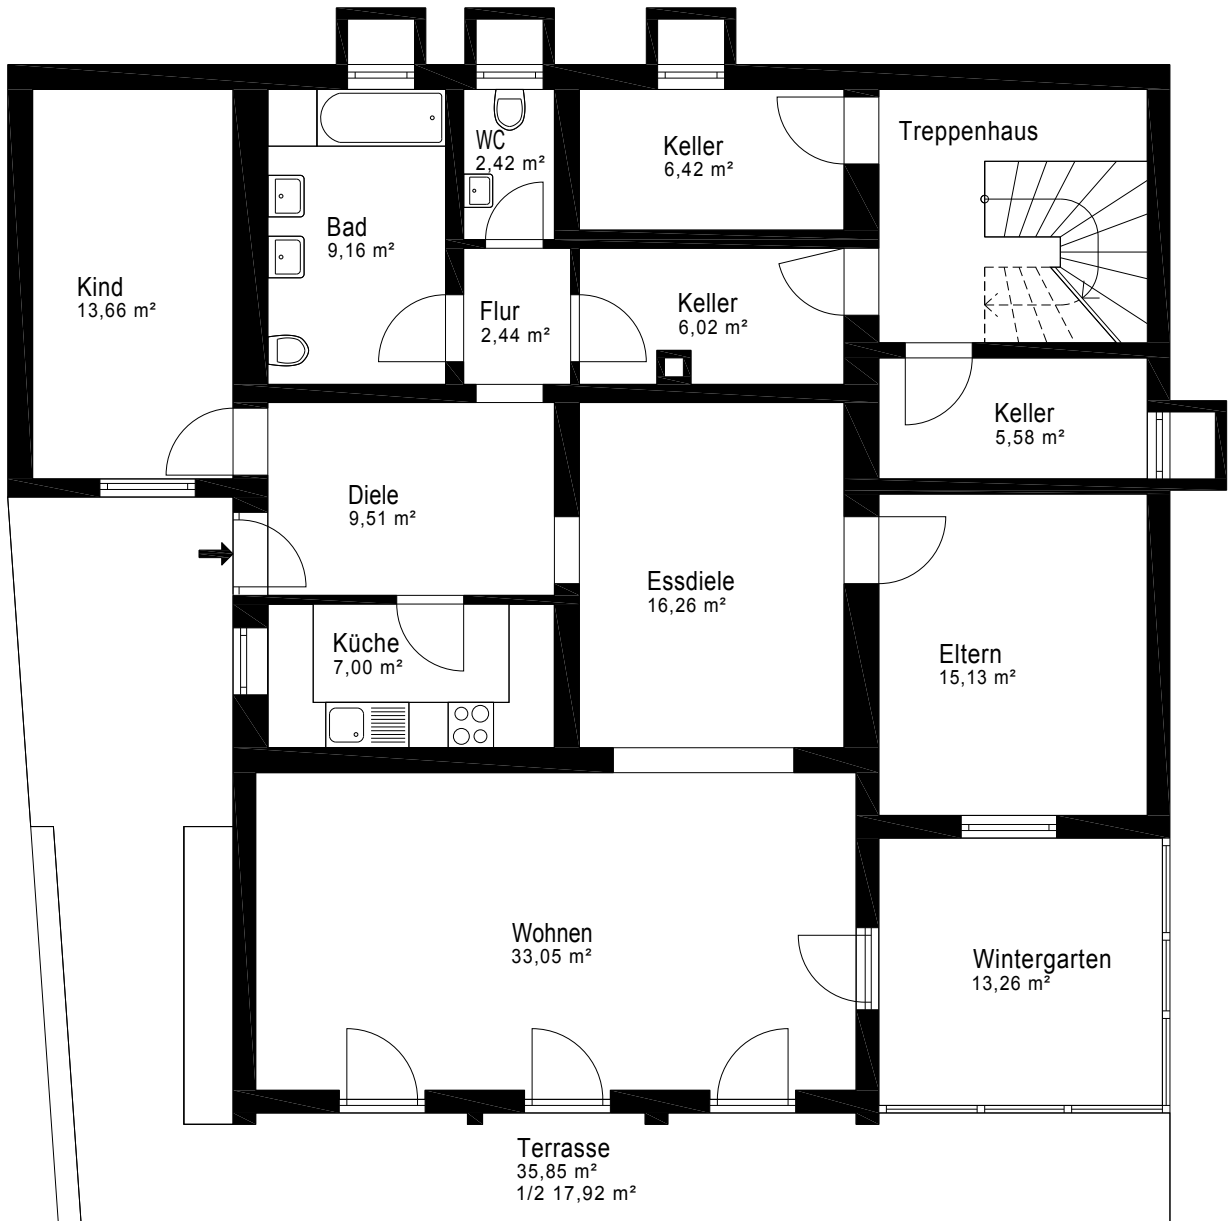 Treppenhaus
WC
2,42 m²
Keller
6,42 m²
Bad
9,16 m²
Kind
13,66 m²
Flur
2,44 m²
Keller
6,02 m²
Keller
5,58 m²
Diele
9,51 m²
Essdiele
16,26 m²
Küche
7,00 m²
Eltern
15,13 m²
Wohnen
33,05 m²
Wintergarten
13,26 m²
Terrasse
35,85 m²
1/2 17,92 m²